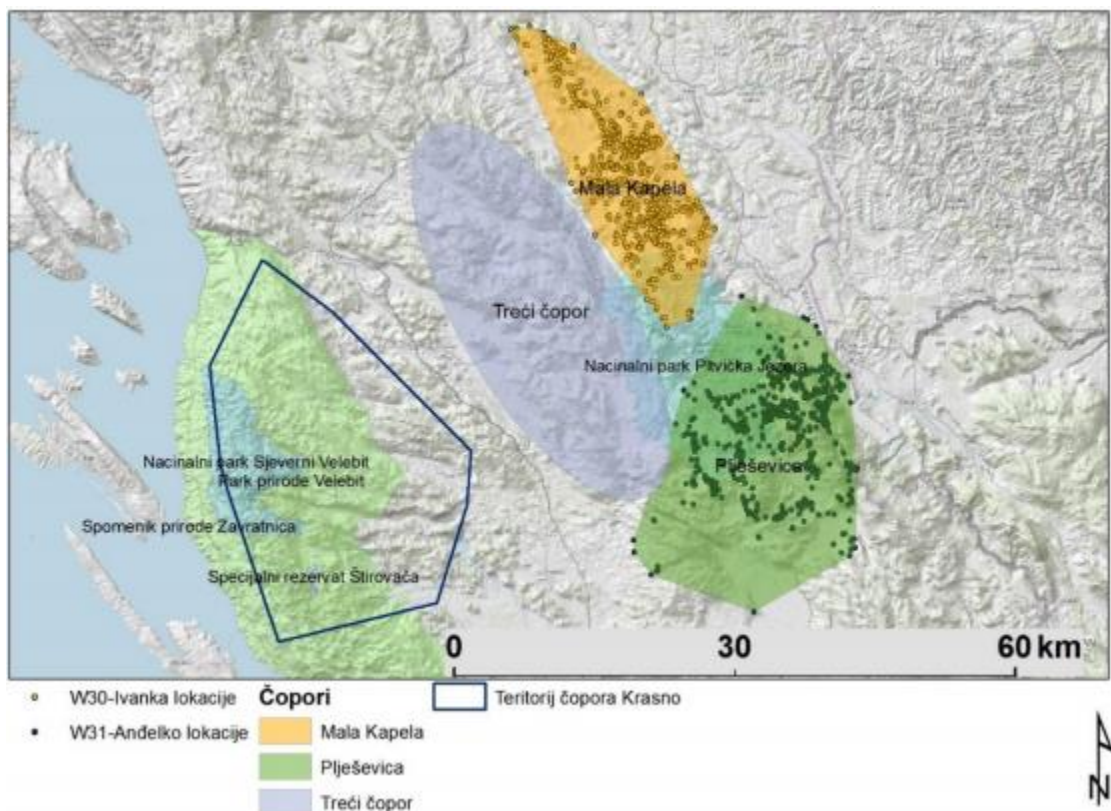 Mala Kapela
Treći čopor
Nacinalni park Plitvička Jezera
Plješevica
Nacinalni park Sjeverni Velebit
Park prirode Velebit
Spomenik prirode Zavratnica
Specijalni rezervat Štirovača
0 30 60 km
W30-Ivanka lokacije
W31-Anđelko lokacije
Čopori
Mala Kapela
Plješevica
Treći čopor
Teritorij čopora Krasno
N